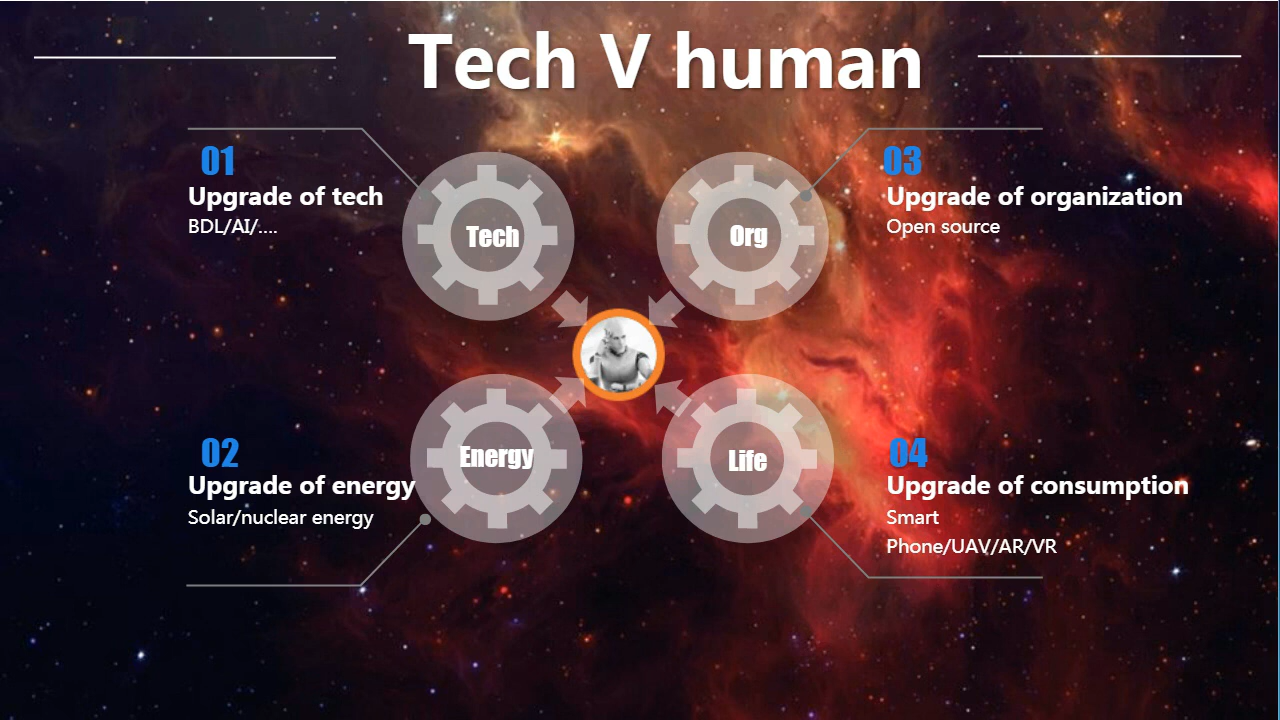 Tech V human
01
Upgrade of tech
BDL/AI/....
Tech
Org
03
Upgrade of organization
Open source
02
Upgrade of energy
Solar/nuclear energy
Energy
Life
04
Upgrade of consumption
Smart
Phone/UAV/AR/VR